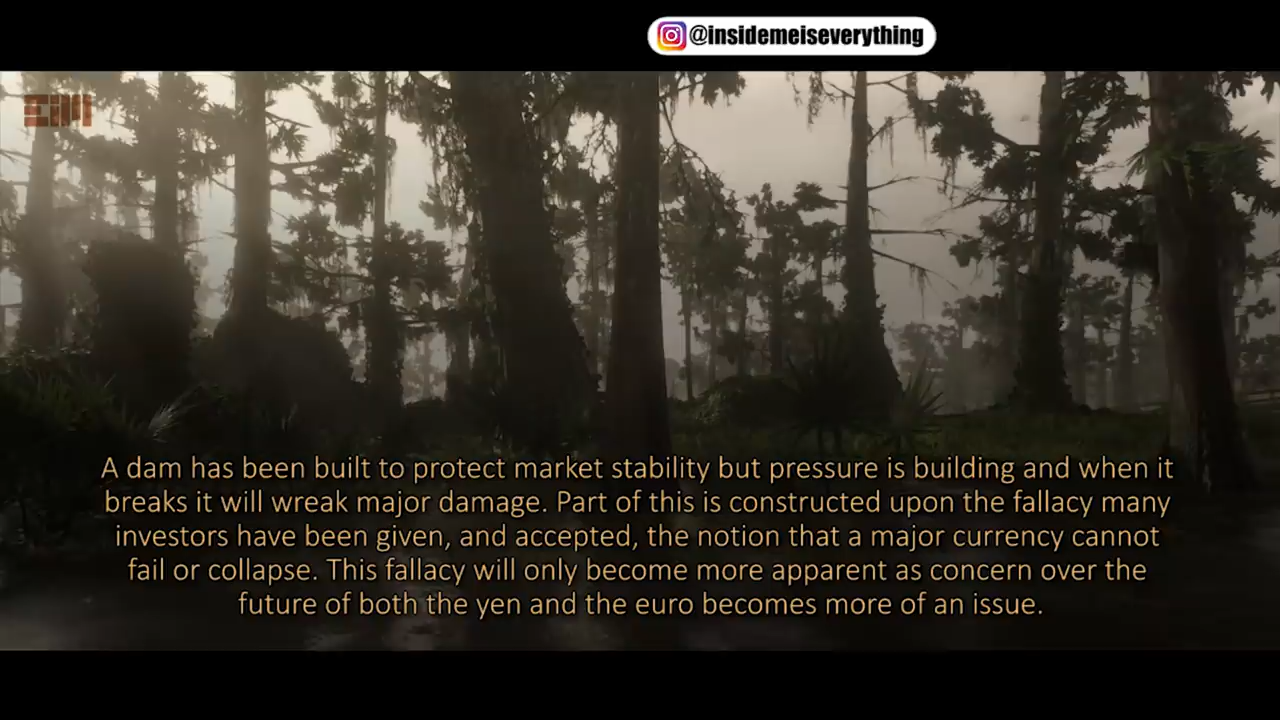 @insidemeiseverything
EiM
A dam has been built to protect market stability but pressure is building and when it
breaks it will wreak major damage. Part of this is constructed upon the fallacy many
investors have been given, and accepted, the notion that a major currency cannot
fail or collapse. This fallacy will only become more apparent as concern over the
future of both the yen and the euro becomes more of an issue.